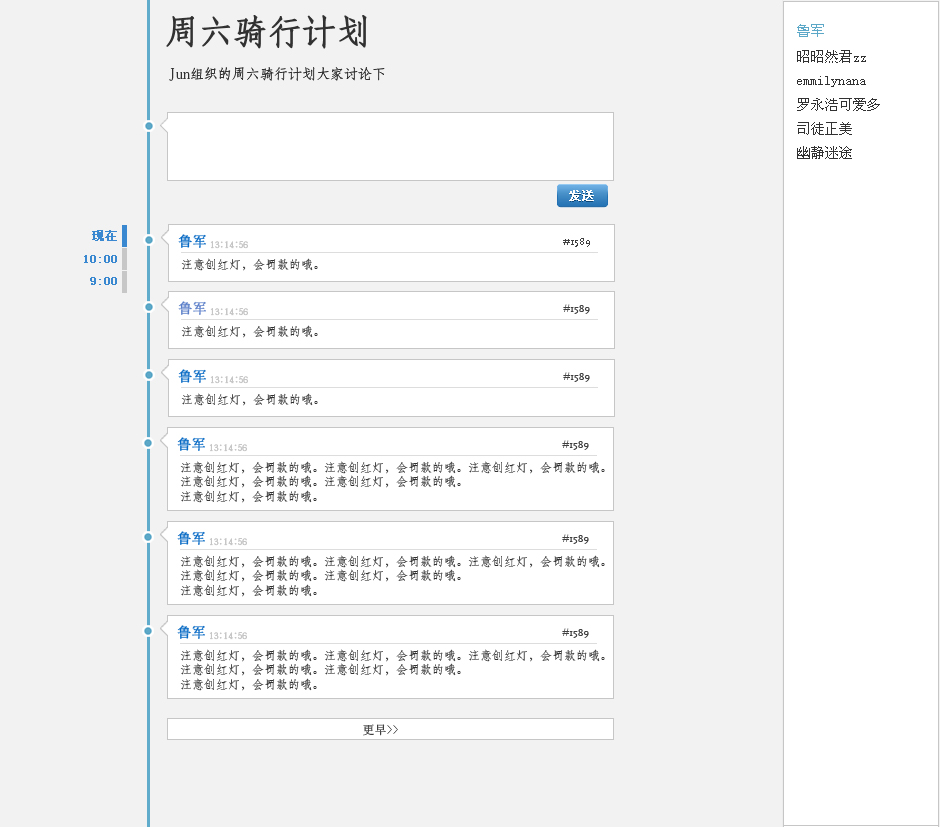 周六骑行计划
Jun组织的周六骑行计划大家讨论下
发送
现在
10:00
9:00
鲁军 13:14:56 #1589
注意创红灯，会罚款的哦。
鲁军 13:14:56 #1589
注意创红灯，会罚款的哦。
鲁军 13:14:56 #1589
注意创红灯，会罚款的哦。
鲁军 13:14:56 #1589
注意创红灯，会罚款的哦。注意创红灯，会罚款的哦。注意创红灯，会罚款的哦。
注意创红灯，会罚款的哦。注意创红灯，会罚款的哦。
注意创红灯，会罚款的哦。
鲁军 13:14:56 #1589
注意创红灯，会罚款的哦。注意创红灯，会罚款的哦。注意创红灯，会罚款的哦。
注意创红灯，会罚款的哦。注意创红灯，会罚款的哦。
注意创红灯，会罚款的哦。
鲁军 13:14:56 #1589
注意创红灯，会罚款的哦。注意创红灯，会罚款的哦。注意创红灯，会罚款的哦。
注意创红灯，会罚款的哦。注意创红灯，会罚款的哦。
注意创红灯，会罚款的哦。
更早>>
鲁军
昭昭然君zz
emmilynana
罗永浩可爱多
司徒正美
幽静迷途